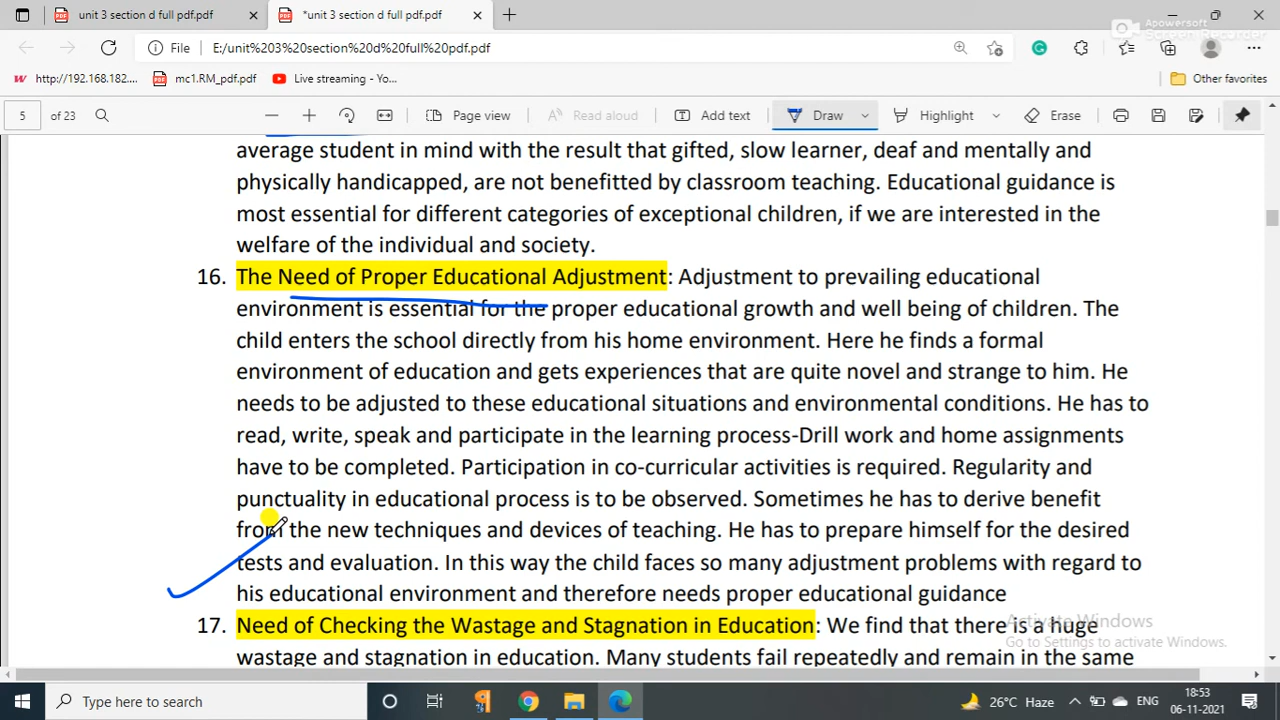 unit 3 section d full pdf.pdf
*unit 3 section d full pdf.pdf
Apowersoft
Screen Recorder
File
E:/unit%203%20section%20d%20full%20pdf.pdf
http://192.168.182....
mc1.RM_pdf.pdf
Live streaming - Yo...
Other favorites
5 of 23
Page view
Read aloud
Add text
Draw
Highlight
Erase
average student in mind with the result that gifted, slow learner, deaf and mentally and
physically handicapped, are not benefitted by classroom teaching. Educational guidance is
most essential for different categories of exceptional children, if we are interested in the
welfare of the individual and society.
16. The Need of Proper Educational Adjustment: Adjustment to prevailing educational
environment is essential for the proper educational growth and well being of children. The
child enters the school directly from his home environment. Here he finds a formal
environment of education and gets experiences that are quite novel and strange to him. He
needs to be adjusted to these educational situations and environmental conditions. He has to
read, write, speak and participate in the learning process-Drill work and home assignments
have to be completed. Participation in co-curricular activities is required. Regularity and
punctuality in educational process is to be observed. Sometimes he has to derive benefit
from the new techniques and devices of teaching. He has to prepare himself for the desired
tests and evaluation. In this way the child faces so many adjustment problems with regard to
his educational environment and therefore needs proper educational guidance
17. Need of Checking the Wastage and Stagnation in Education: We find that there is a huge
wastage and stagnation in education. Many students fail repeatedly and remain in the same
Activate Windows
Go to Settings to activate Windows.
Type here to search
26°C Haze
ENG
18:53
06-11-2021